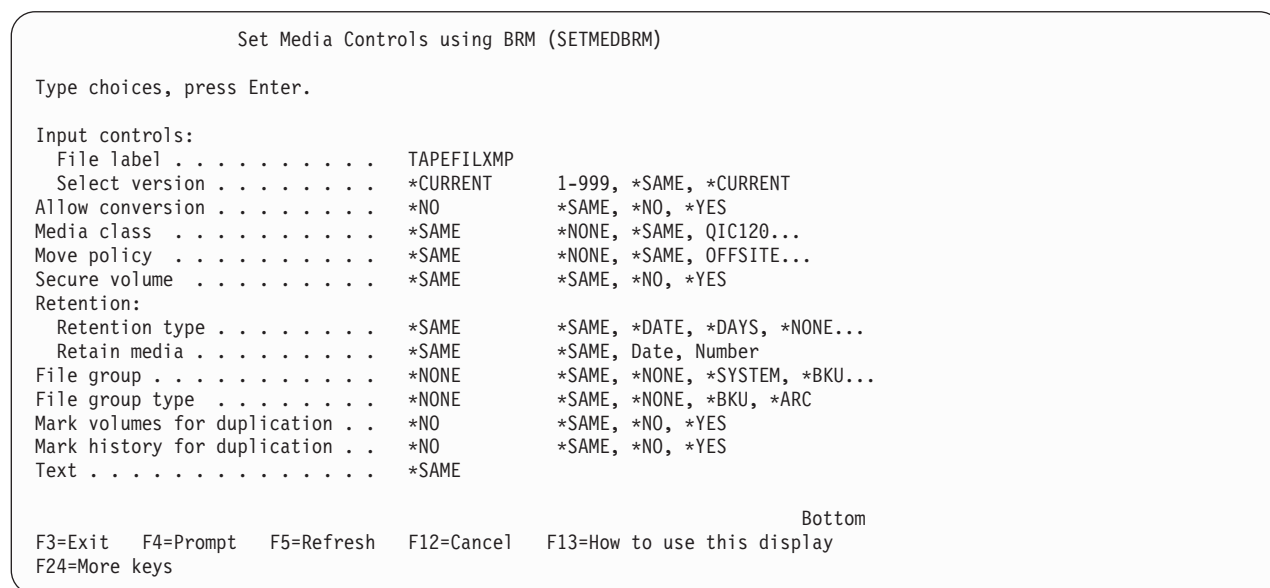 Set Media Controls using BRM (SETMEDBRM)
Type choices, press Enter.
Input controls:
File label . . . . . . . . . . TAPEFILXMP
Select version . . . . . . . . *CURRENT 1-999, *SAME, *CURRENT
Allow conversion . . . . . . . . *NO *SAME, *NO, *YES
Media class . . . . . . . . . . *SAME *NONE, *SAME, QIC120...
Move policy . . . . . . . . . . *SAME *NONE, *SAME, OFFSITE...
Secure volume . . . . . . . . . *SAME *SAME, *NO, *YES
Retention:
Retention type . . . . . . . . *SAME *SAME, *DATE, *DAYS, *NONE...
Retain media . . . . . . . . . *SAME *SAME, Date, Number
File group . . . . . . . . . . . *NONE *SAME, *NONE, *SYSTEM, *BKU...
File group type . . . . . . . . *NONE *SAME, *NONE, *BKU, *ARC
Mark volumes for duplication . . *NO *SAME, *NO, *YES
Mark history for duplication . . *NO *SAME, *NO, *YES
Text . . . . . . . . . . . . . . *SAME
Bottom
F3=Exit F4=Prompt F5=Refresh F12=Cancel F13=How to use this display
F24=More keys